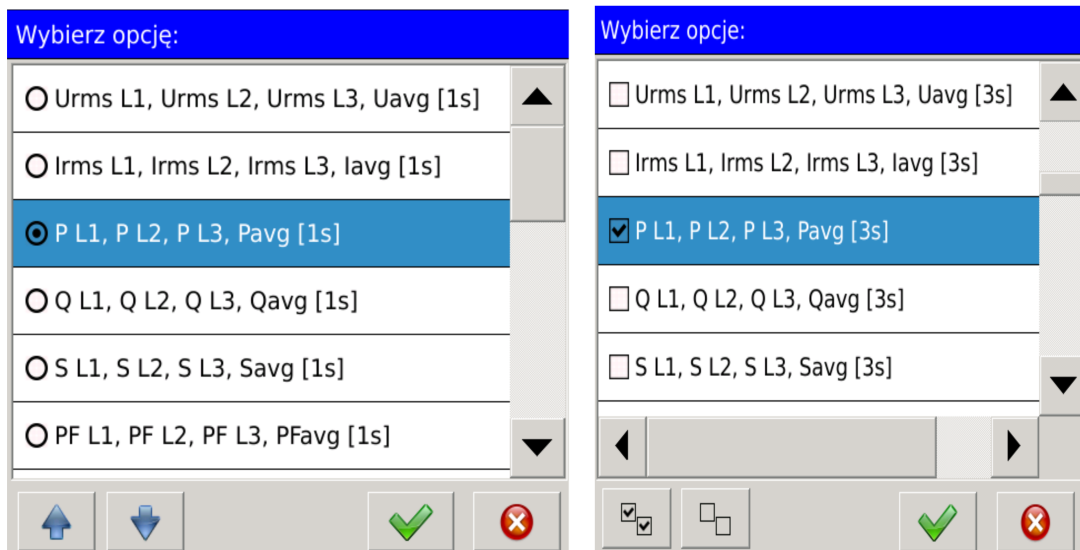 Wybierz opcję:
Urms L1, Urms L2, Urms L3, Uavg [1s]
Irms L1, Irms L2, Irms L3, Iavg [1s]
P L1, P L2, P L3, Pavg [1s]
Q L1, Q L2, Q L3, Qavg [1s]
S L1, S L2, S L3, Savg [1s]
PF L1, PF L2, PF L3, PFavg [1s]
Wybierz opcje:
Urms L1, Urms L2, Urms L3, Uavg [3s]
Irms L1, Irms L2, Irms L3, Iavg [3s]
P L1, P L2, P L3, Pavg [3s]
Q L1, Q L2, Q L3, Qavg [3s]
S L1, S L2, S L3, Savg [3s]